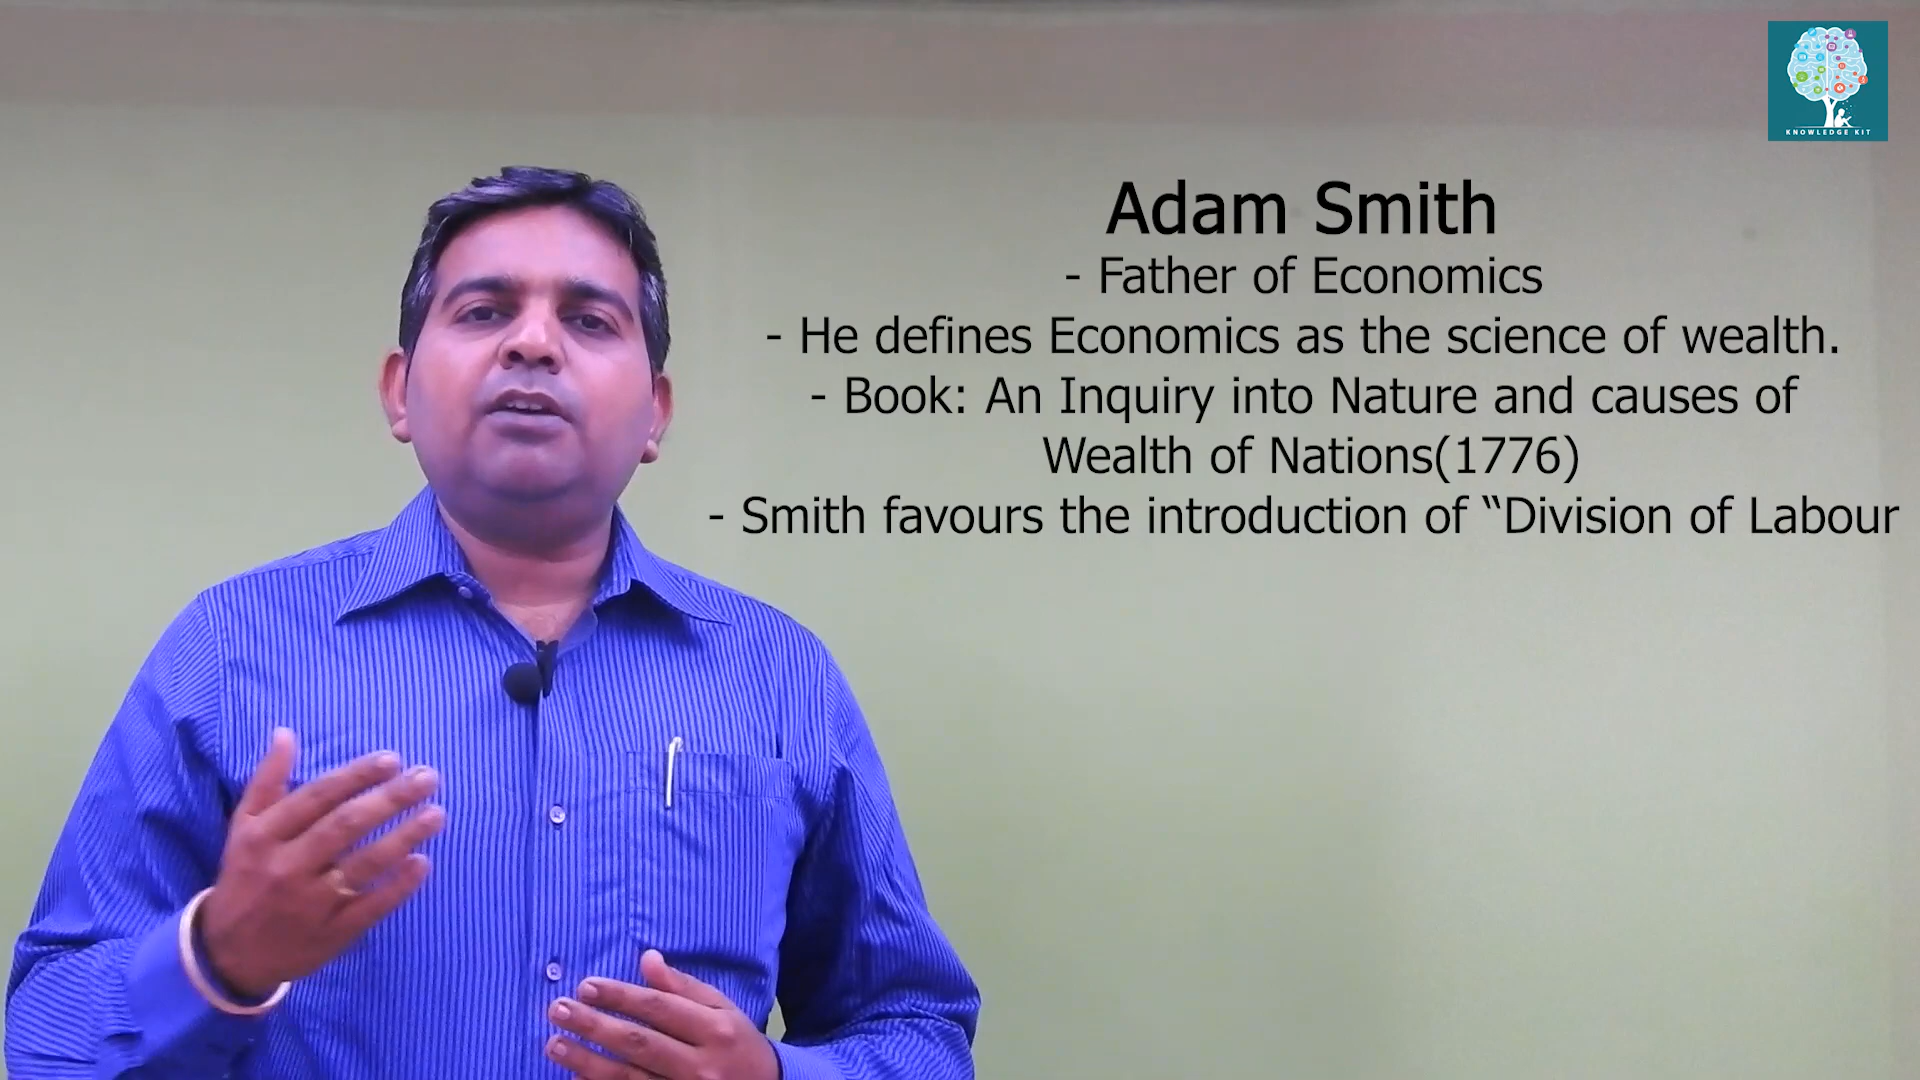 KNOWLEDGE KIT
Adam Smith
- Father of Economics
- He defines Economics as the science of wealth.
- Book: An Inquiry into Nature and causes of
Wealth of Nations(1776)
- Smith favours the introduction of “Division of Labour